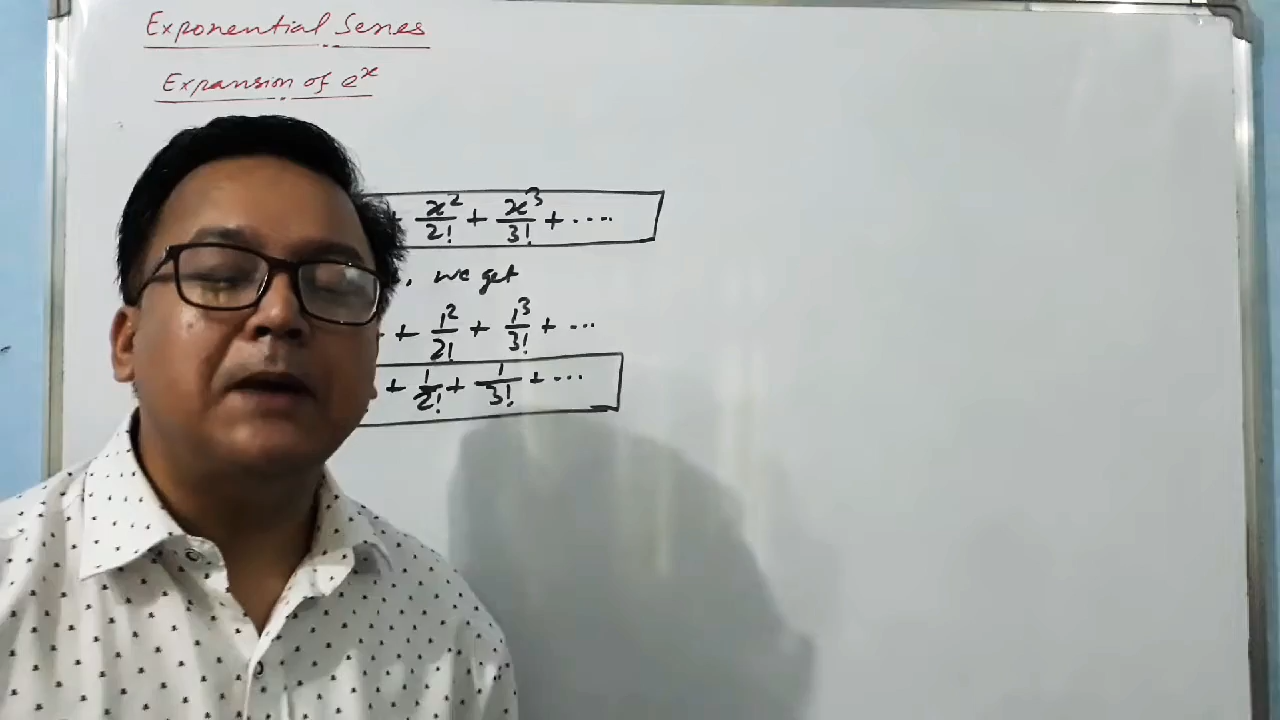 Exponential Series
Expansion of e^x
+ x²/2! + x³/3! + ....
, we get
+ 1²/2! + 1³/3! + ...
+ 1/2! + 1/3! + ...